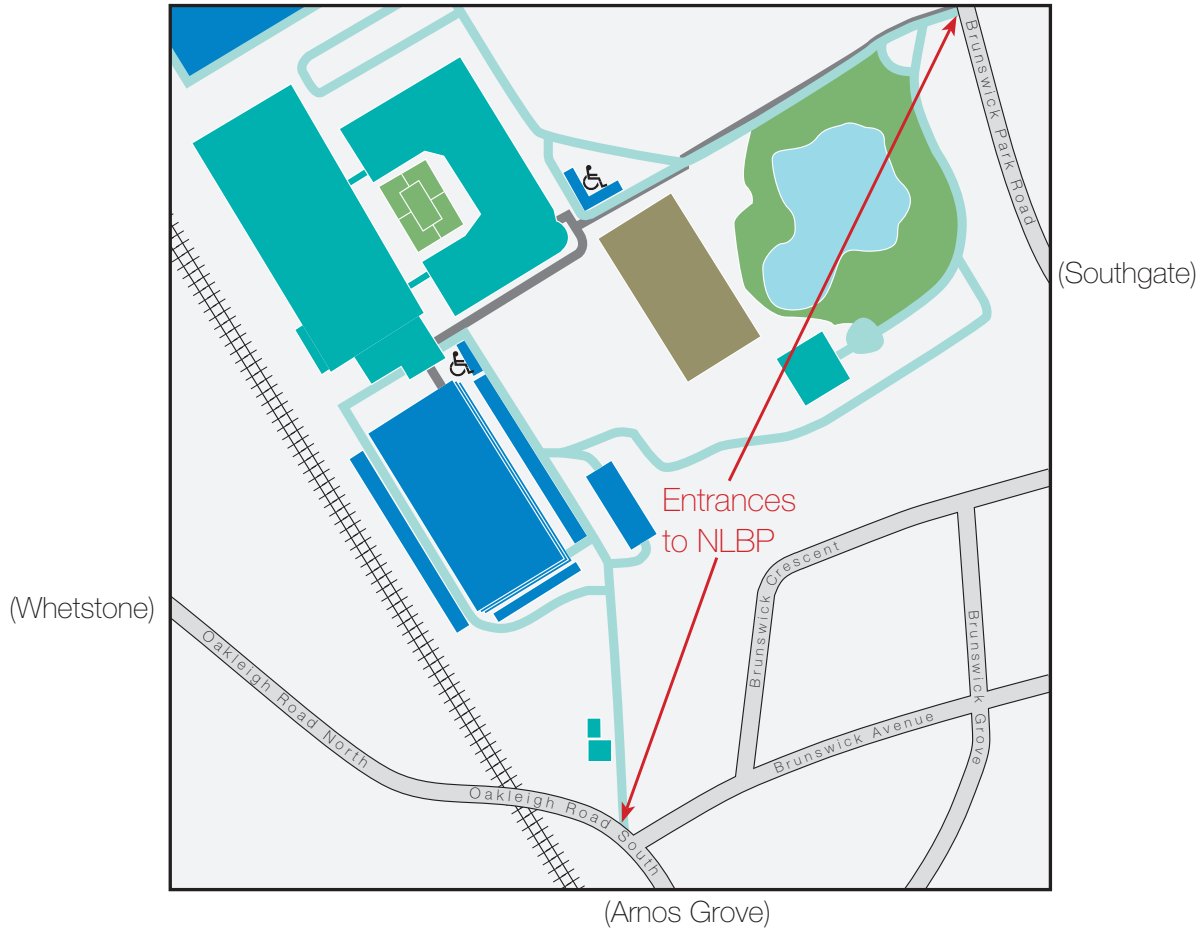 Brunswick Park Road
(Southgate)
Entrances
to NLBP
Brunswick Crescent
(Whetstone)
Oakleigh Road North
Brunswick Grove
Brunswick Avenue
Oakleigh Road South
(Arnos Grove)